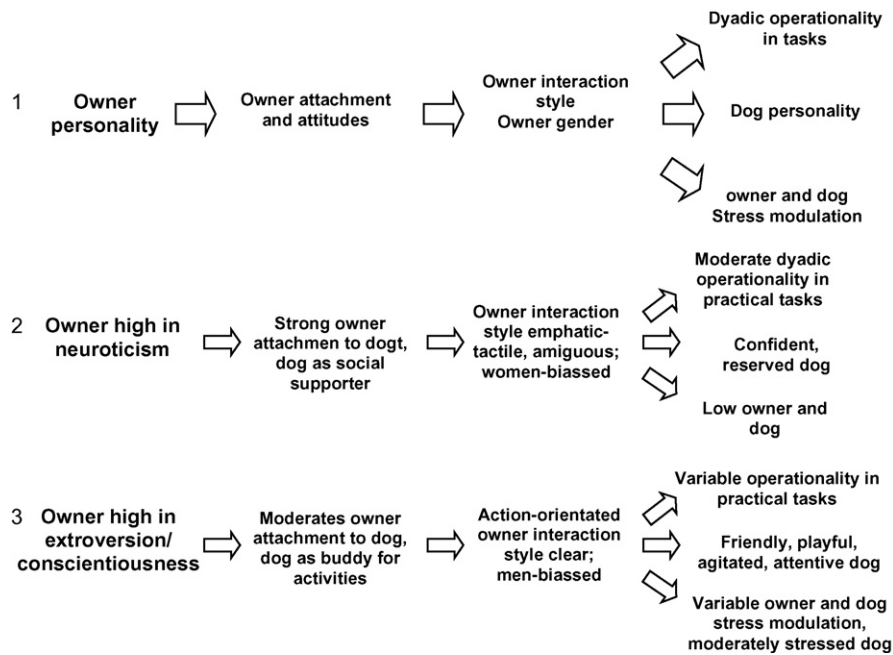 1
Owner
personality
Owner attachment
and attitudes
Owner interaction
style
Owner gender
Dyadic operationality
in tasks
Dog personality
owner and dog
Stress modulation
2
Owner high in
neuroticism
Strong owner
attachmen to dogt,
dog as social
supporter
Owner interaction
style emphatic-
tactile, amiguous;
women-biassed
Moderate dyadic
operationality in
practical tasks
Confident,
reserved dog
Low owner and
dog
3
Owner high in
extroversion/
conscientiousness
Moderates owner
attachment to dog,
dog as buddy for
activities
Action-orientated
owner interaction
style clear;
men-biassed
Variable operationality in
practical tasks
Friendly, playful,
agitated, attentive dog
Variable owner and dog
stress modulation,
moderately stressed dog